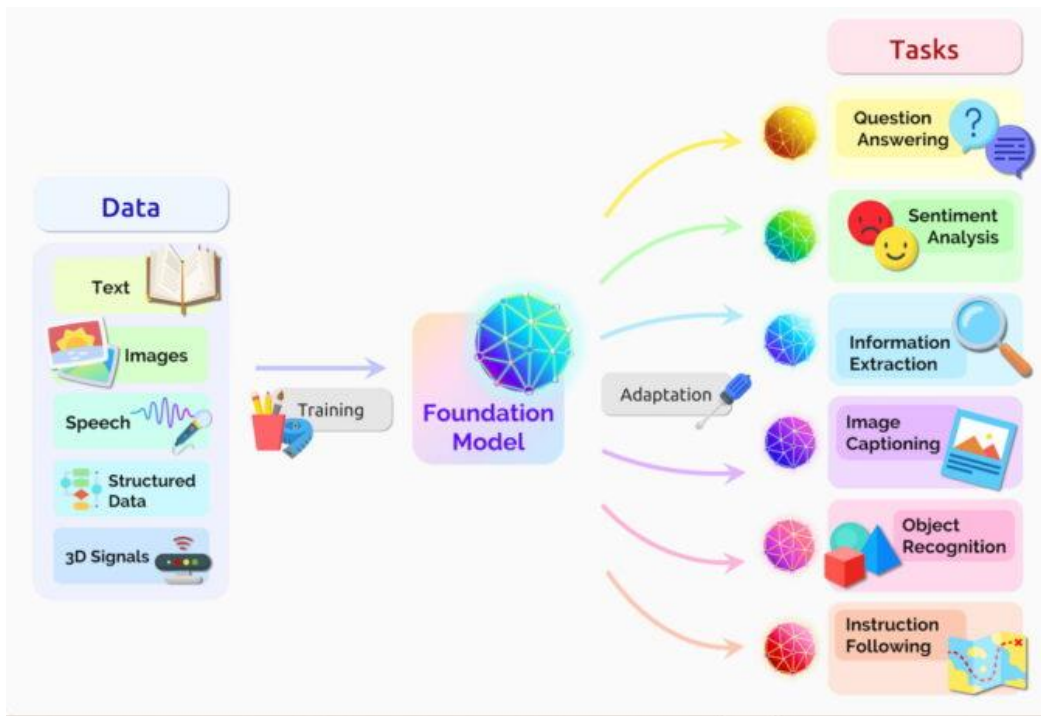 Data
Text
Images
Speech
Structured
Data
3D Signals
Training
Foundation
Model
Adaptation
Tasks
Question
Answering
?
Sentiment
Analysis
Information
Extraction
Image
Captioning
Object
Recognition
Instruction
Following